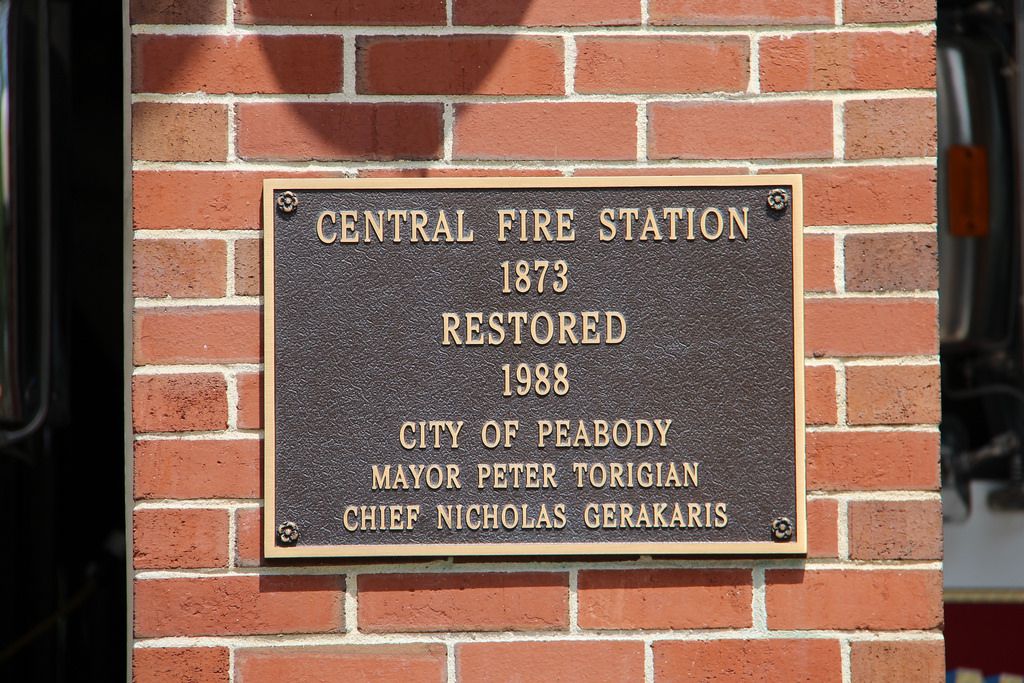 CENTRAL FIRE STATION
1873
RESTORED
1988
CITY OF PEABODY
MAYOR PETER TORIGIAN
CHIEF NICHOLAS GERAKARIS